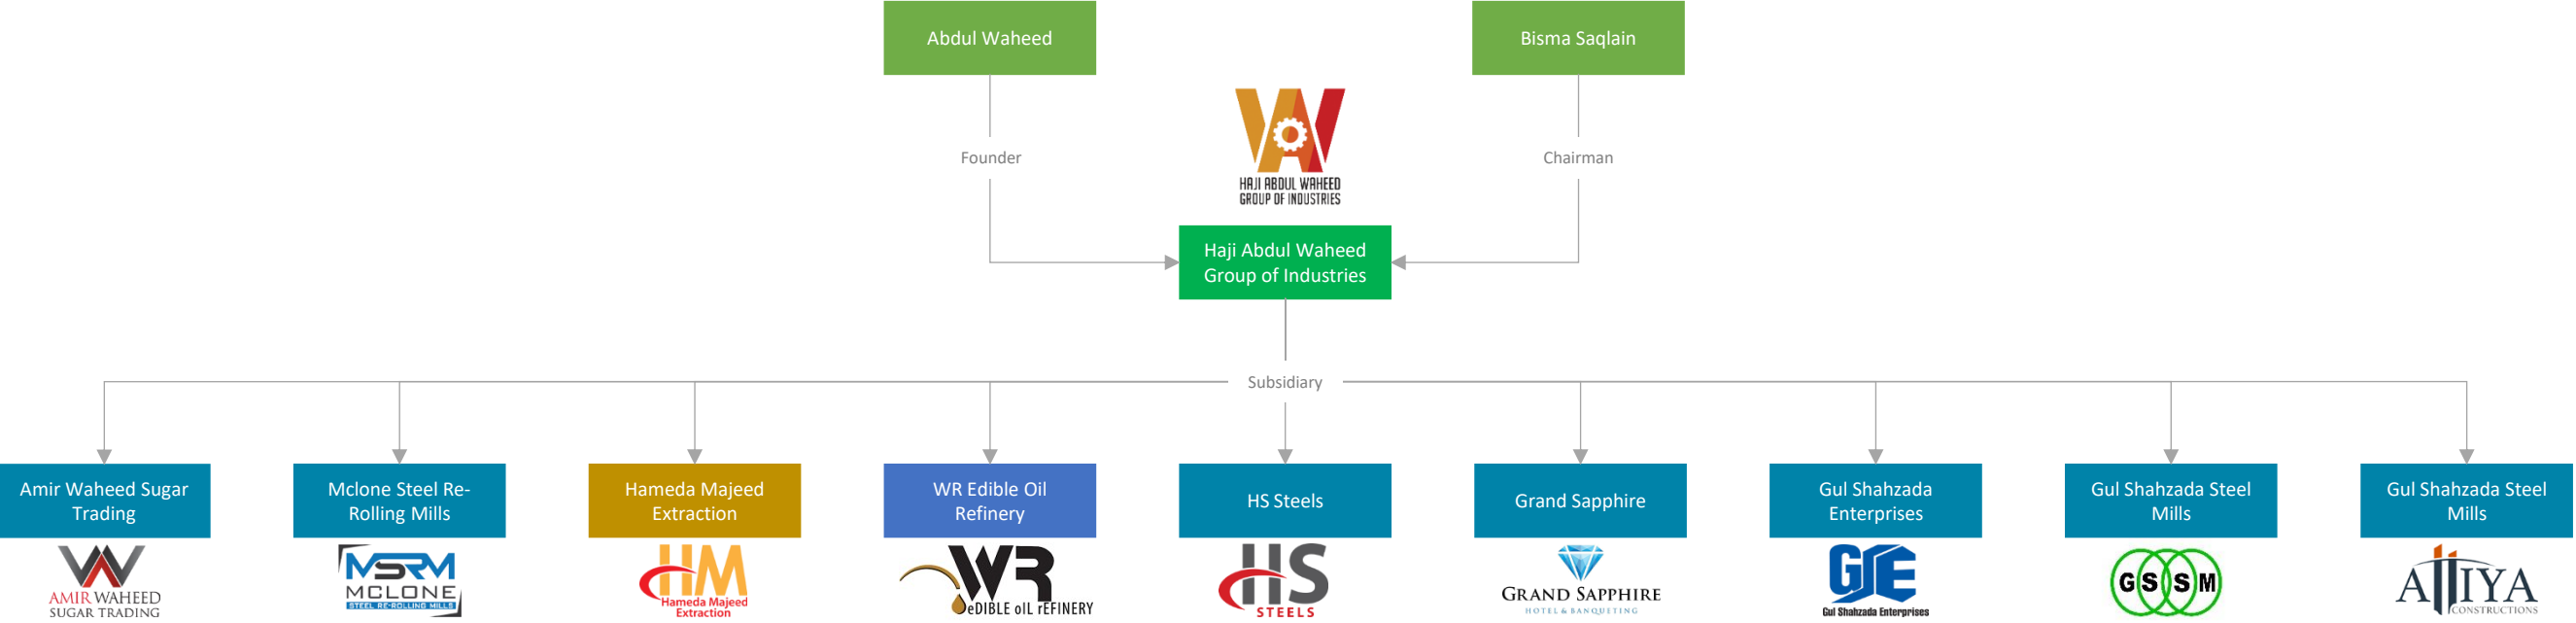 Abdul Waheed
Bisma Saqlain
HAJI ABDUL WAHEED
GROUP OF INDUSTRIES
Founder
Chairman
Haji Abdul Waheed
Group of Industries
Subsidiary
Amir Waheed Sugar
Trading
Mclone Steel Re-
Rolling Mills
Hameda Majeed
Extraction
WR Edible Oil
Refinery
HS Steels
Grand Sapphire
Gul Shahzada
Enterprises
Gul Shahzada Steel
Mills
Gul Shahzada Steel
Mills
AMIR WAHEED
SUGAR TRADING
MSRM
MCLONE
STEEL RE-ROLLING MILLS
HM
Hameda Majeed
Extraction
WR
eDIBLE oIL rEFINERY
HS
STEELS
GRAND SAPPHIRE
HOTEL & BANQUETING
GSE
Gul Shahzada Enterprises
GSSM
ATTIYA
CONSTRUCTIONS